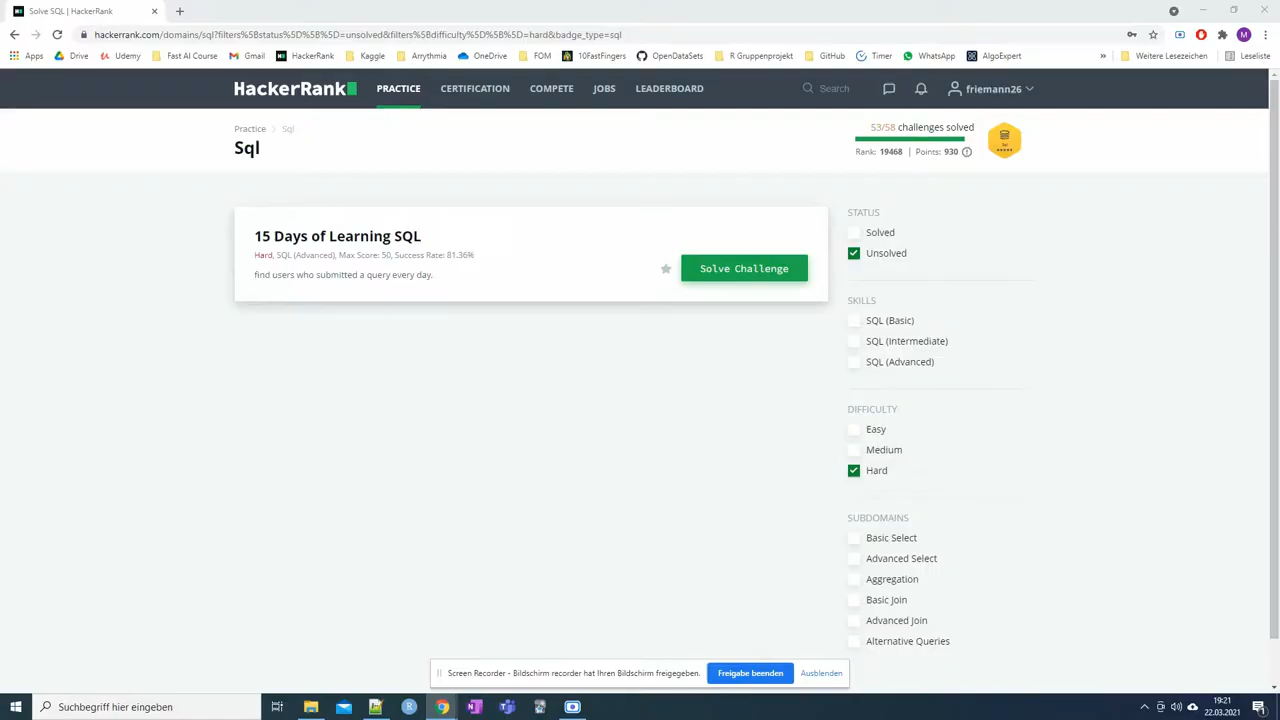 Solve SQL | HackerRank
hackerrank.com/domains/sql?filters%5Bstatus%5D%5B%5D=unsolved&filters%5Bdifficulty%5D%5B%5D=hard&badge_type=sql
Apps Drive Udemy Fast AI Course Gmail HackerRank Kaggle Arrythmia OneDrive FOM 10FastFingers OpenDataSets R Gruppenprojekt GitHub Timer WhatsApp AlgoExpert » Weitere Lesezeichen Leseliste
HackerRank PRACTICE CERTIFICATION COMPETE JOBS LEADERBOARD Search friemann26
Practice > Sql
Sql
53/58 challenges solved
Rank: 19468 | Points: 930
Sql
15 Days of Learning SQL
Hard, SQL (Advanced), Max Score: 50, Success Rate: 81.36%
find users who submitted a query every day.
Solve Challenge
STATUS
Solved
Unsolved
SKILLS
SQL (Basic)
SQL (Intermediate)
SQL (Advanced)
DIFFICULTY
Easy
Medium
Hard
SUBDOMAINS
Basic Select
Advanced Select
Aggregation
Basic Join
Advanced Join
Alternative Queries
Screen Recorder - Bildschirm recorder hat Ihren Bildschirm freigegeben. Freigabe beenden Ausblenden
Suchbegriff hier eingeben
19:21
22.03.2021